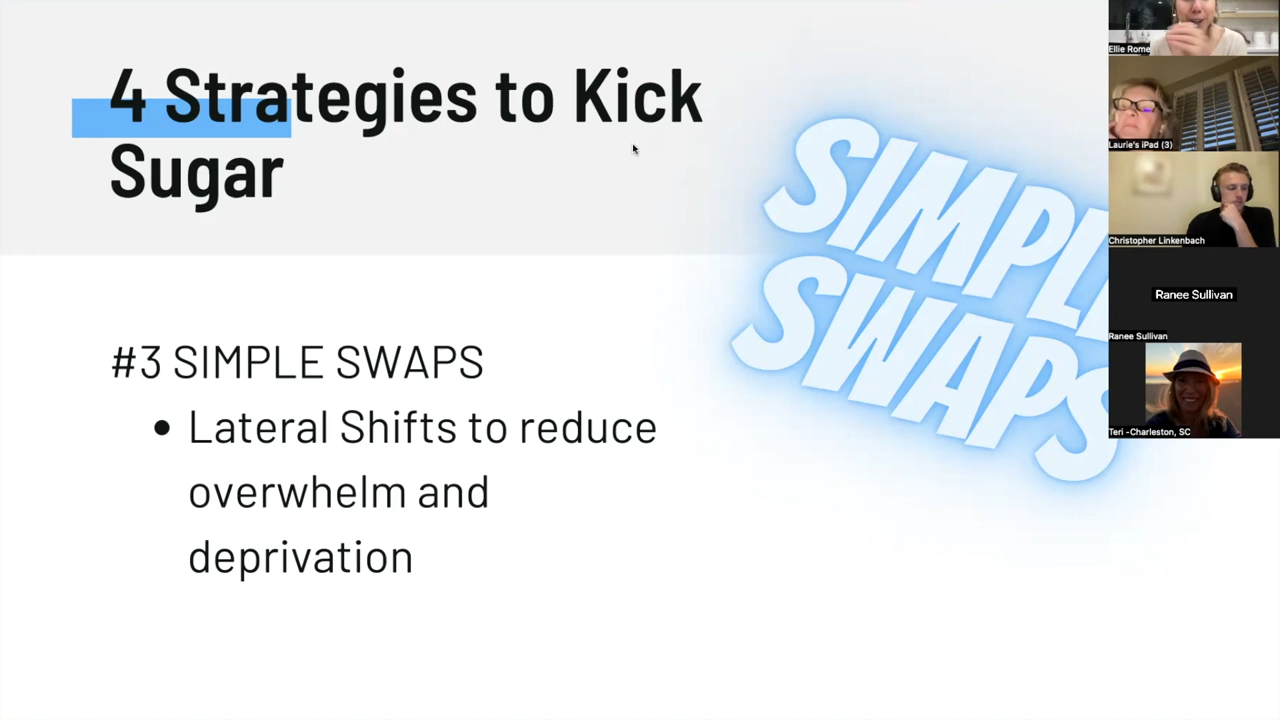 4 Strategies to Kick
Sugar
#3 SIMPLE SWAPS
• Lateral Shifts to reduce
overwhelm and
deprivation
SIMPL
SWAPS
Ellie Rome
Laurie's iPad (3)
Christopher Linkenbach
Ranee Sullivan
Ranee Sullivan
Teri -Charleston, SC